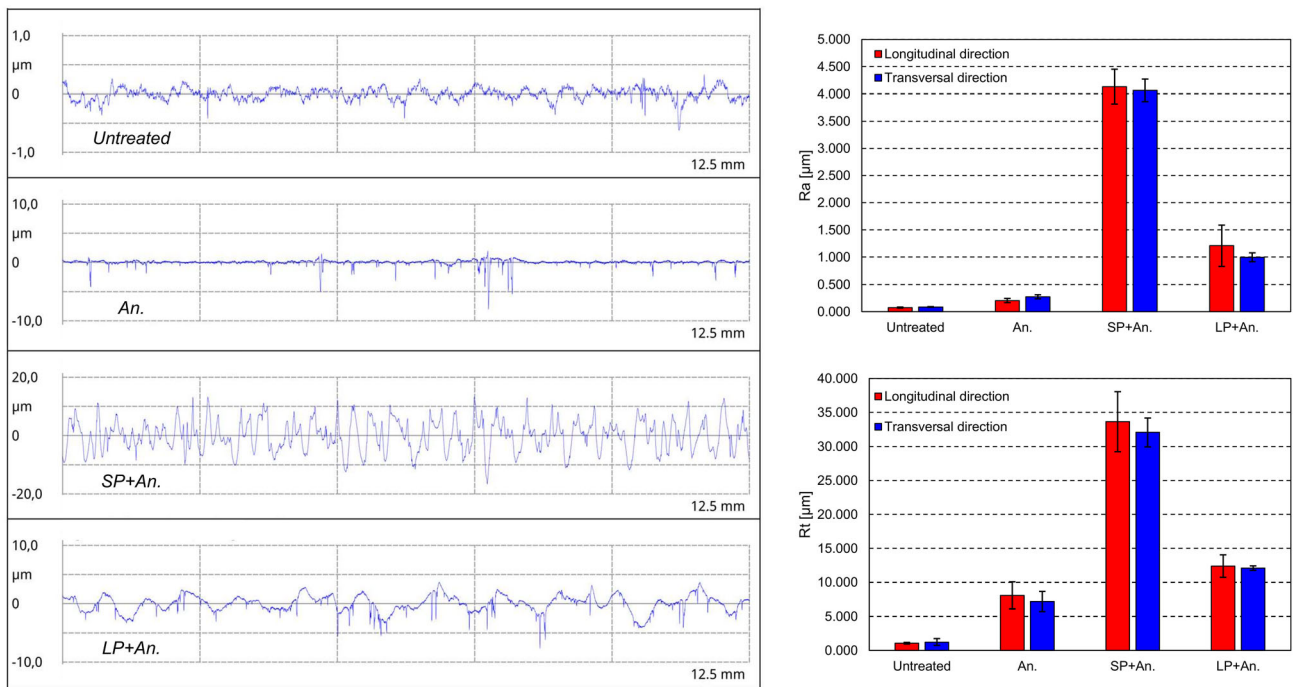 1,0
µm
0
-1,0
Untreated
12.5 mm
10,0
µm
0
-10,0
An.
12.5 mm
20,0
µm
0
-20,0
SP+An.
12.5 mm
10,0
µm
0
-10,0
LP+An.
12.5 mm
5.000
4.500
4.000
3.500
3.000
2.500
2.000
1.500
1.000
0.500
0.000
Ra [µm]
Longitudinal direction
Transversal direction
Untreated
An.
SP+An.
LP+An.
40.000
35.000
30.000
25.000
20.000
15.000
10.000
5.000
0.000
Rt [µm]
Longitudinal direction
Transversal direction
Untreated
An.
SP+An.
LP+An.